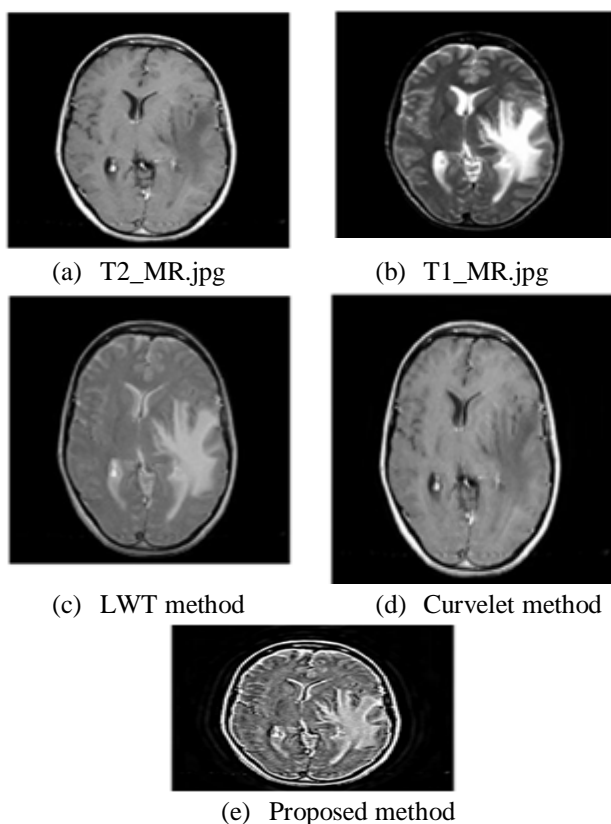 (a) T2_MR.jpg
(b) T1_MR.jpg
(c) LWT method
(d) Curvelet method
(e) Proposed method